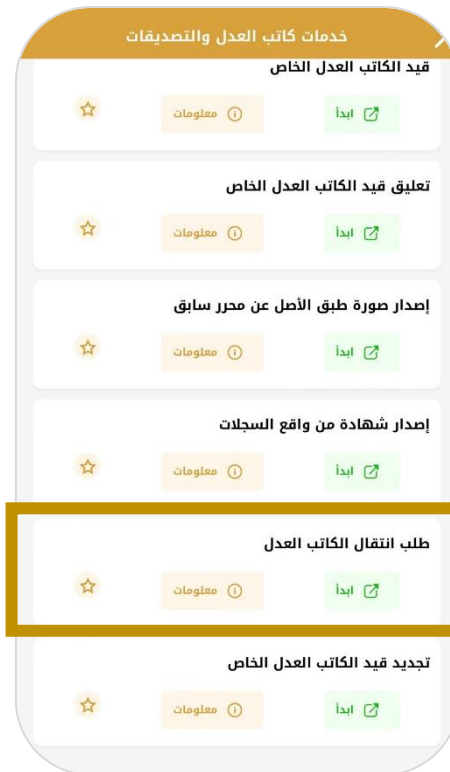 خدمات كاتب العدل والتصديقات
قيد الكاتب العدل الخاص
ابدأ معلومات
تعليق قيد الكاتب العدل الخاص
ابدأ معلومات
إصدار صورة طبق الأصل عن محرر سابق
ابدأ معلومات
إصدار شهادة من واقع السجلات
ابدأ معلومات
طلب انتقال الكاتب العدل
ابدأ معلومات
تجديد قيد الكاتب العدل الخاص
ابدأ معلومات